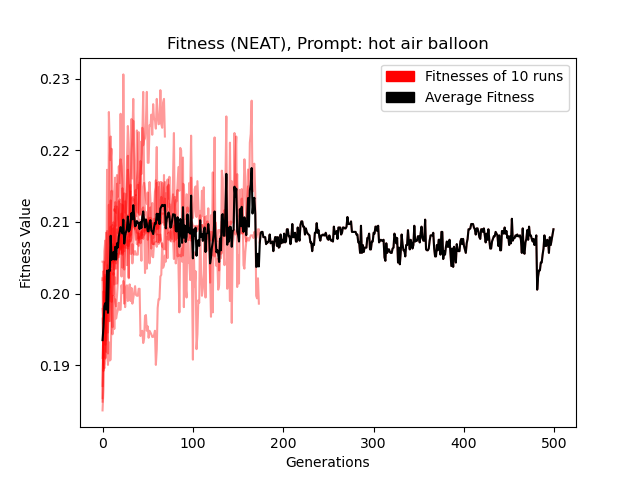 Fitness (NEAT), Prompt: hot air balloon
Fitnesses of 10 runs
Average Fitness
0.23
0.22
0.21
0.20
0.19
Fitness Value
0
100
200
300
400
500
Generations